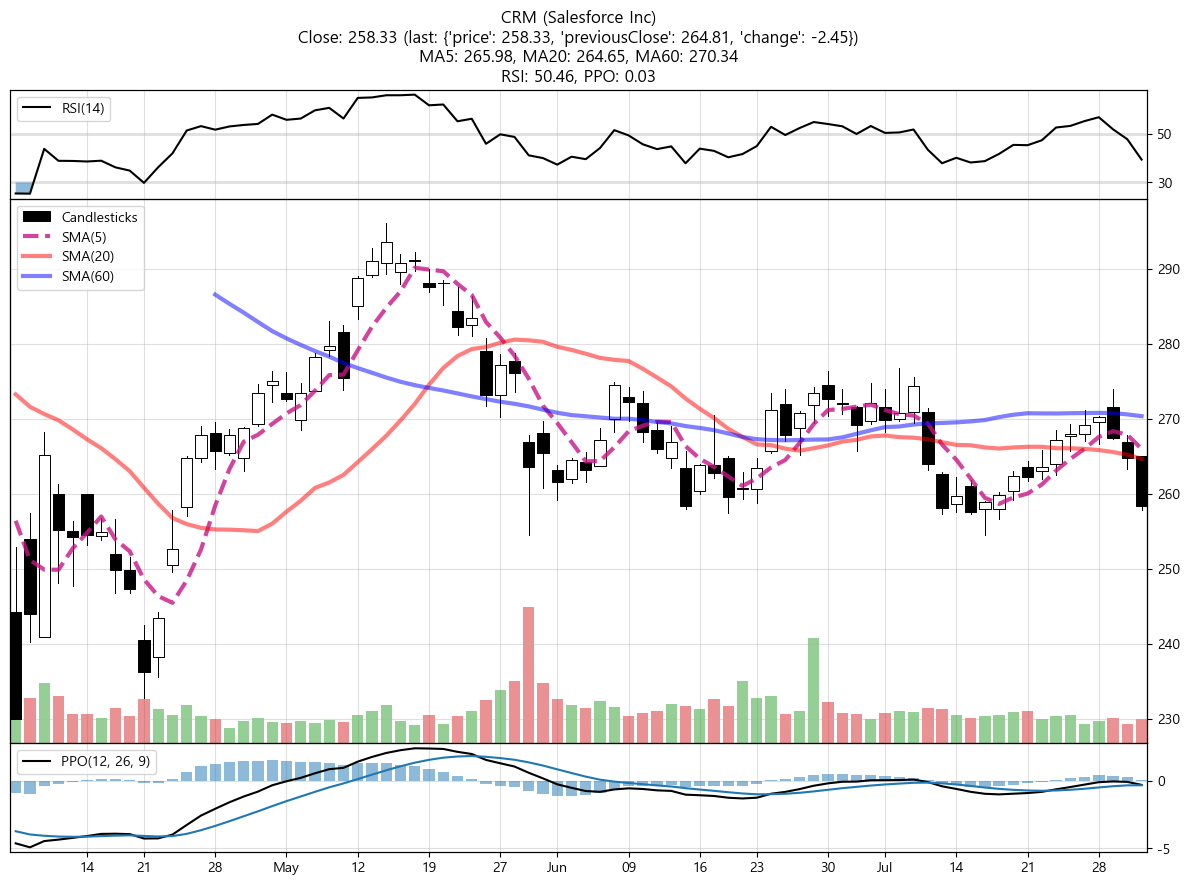 CRM (Salesforce Inc)
Close: 258.33 (last: {'price': 258.33, 'previousClose': 264.81, 'change': -2.45})
MA5: 265.98, MA20: 264.65, MA60: 270.34
RSI: 50.46, PPO: 0.03
RSI(14)
50
30
Candlesticks
SMA(5)
SMA(20)
SMA(60)
290
280
270
260
250
240
230
PPO(12, 26, 9)
0
-5
14 21 28 May 12 19 27 Jun 09 16 23 30 Jul 14 21 28